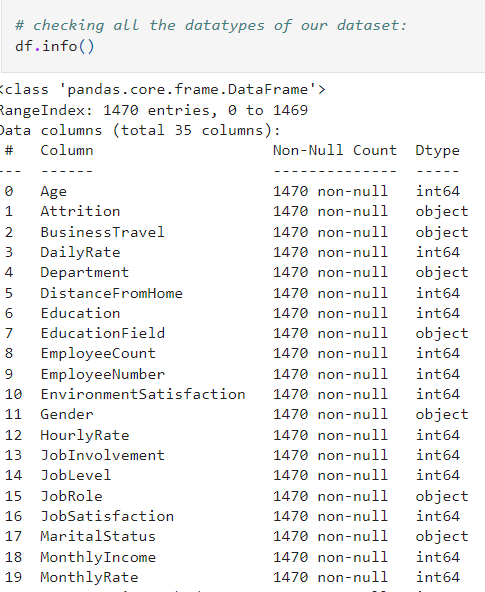 # checking all the datatypes of our dataset:
df.info()
<class 'pandas.core.frame.DataFrame'>
RangeIndex: 1470 entries, 0 to 1469
Data columns (total 35 columns):
#   Column                    Non-Null Count  Dtype
---  ------                    --------------  -----
0   Age                       1470 non-null   int64
1   Attrition                 1470 non-null   object
2   BusinessTravel            1470 non-null   object
3   DailyRate                 1470 non-null   int64
4   Department                1470 non-null   object
5   DistanceFromHome          1470 non-null   int64
6   Education                 1470 non-null   int64
7   EducationField            1470 non-null   object
8   EmployeeCount             1470 non-null   int64
9   EmployeeNumber            1470 non-null   int64
10  EnvironmentSatisfaction   1470 non-null   int64
11  Gender                    1470 non-null   object
12  HourlyRate                1470 non-null   int64
13  JobInvolvement            1470 non-null   int64
14  JobLevel                  1470 non-null   int64
15  JobRole                   1470 non-null   object
16  JobSatisfaction           1470 non-null   int64
17  MaritalStatus             1470 non-null   object
18  MonthlyIncome             1470 non-null   int64
19  MonthlyRate               1470 non-null   int64